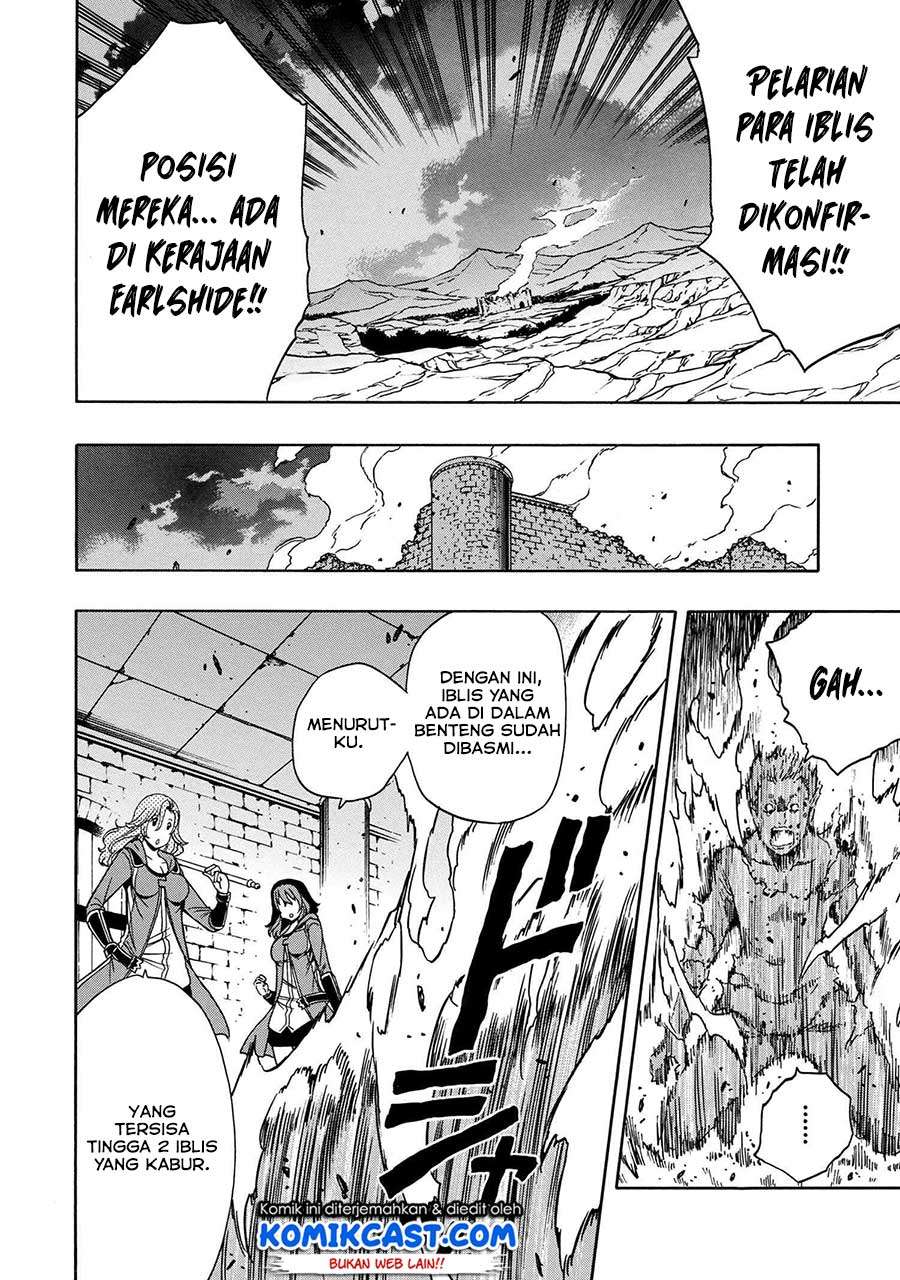 PELARIAN
PARA IBLIS
TELAH
DIKONFIR-
MASI!!
POSISI
MEREKA... ADA
DI KERAJAAN
EARLSHIDE!!
GAH...
......
DENGAN INI,
IBLIS YANG
ADA DI DALAM
BENTENG SUDAH
DIBASMI...
MENURUT-
KU.
ドシャ
YANG
TERSISA
TINGGA 2 IBLIS
YANG KABUR.
Komik ini diterjemahkan & diedit oleh
KOMIKCAST.COM
BUKAN WEB LAIN!!